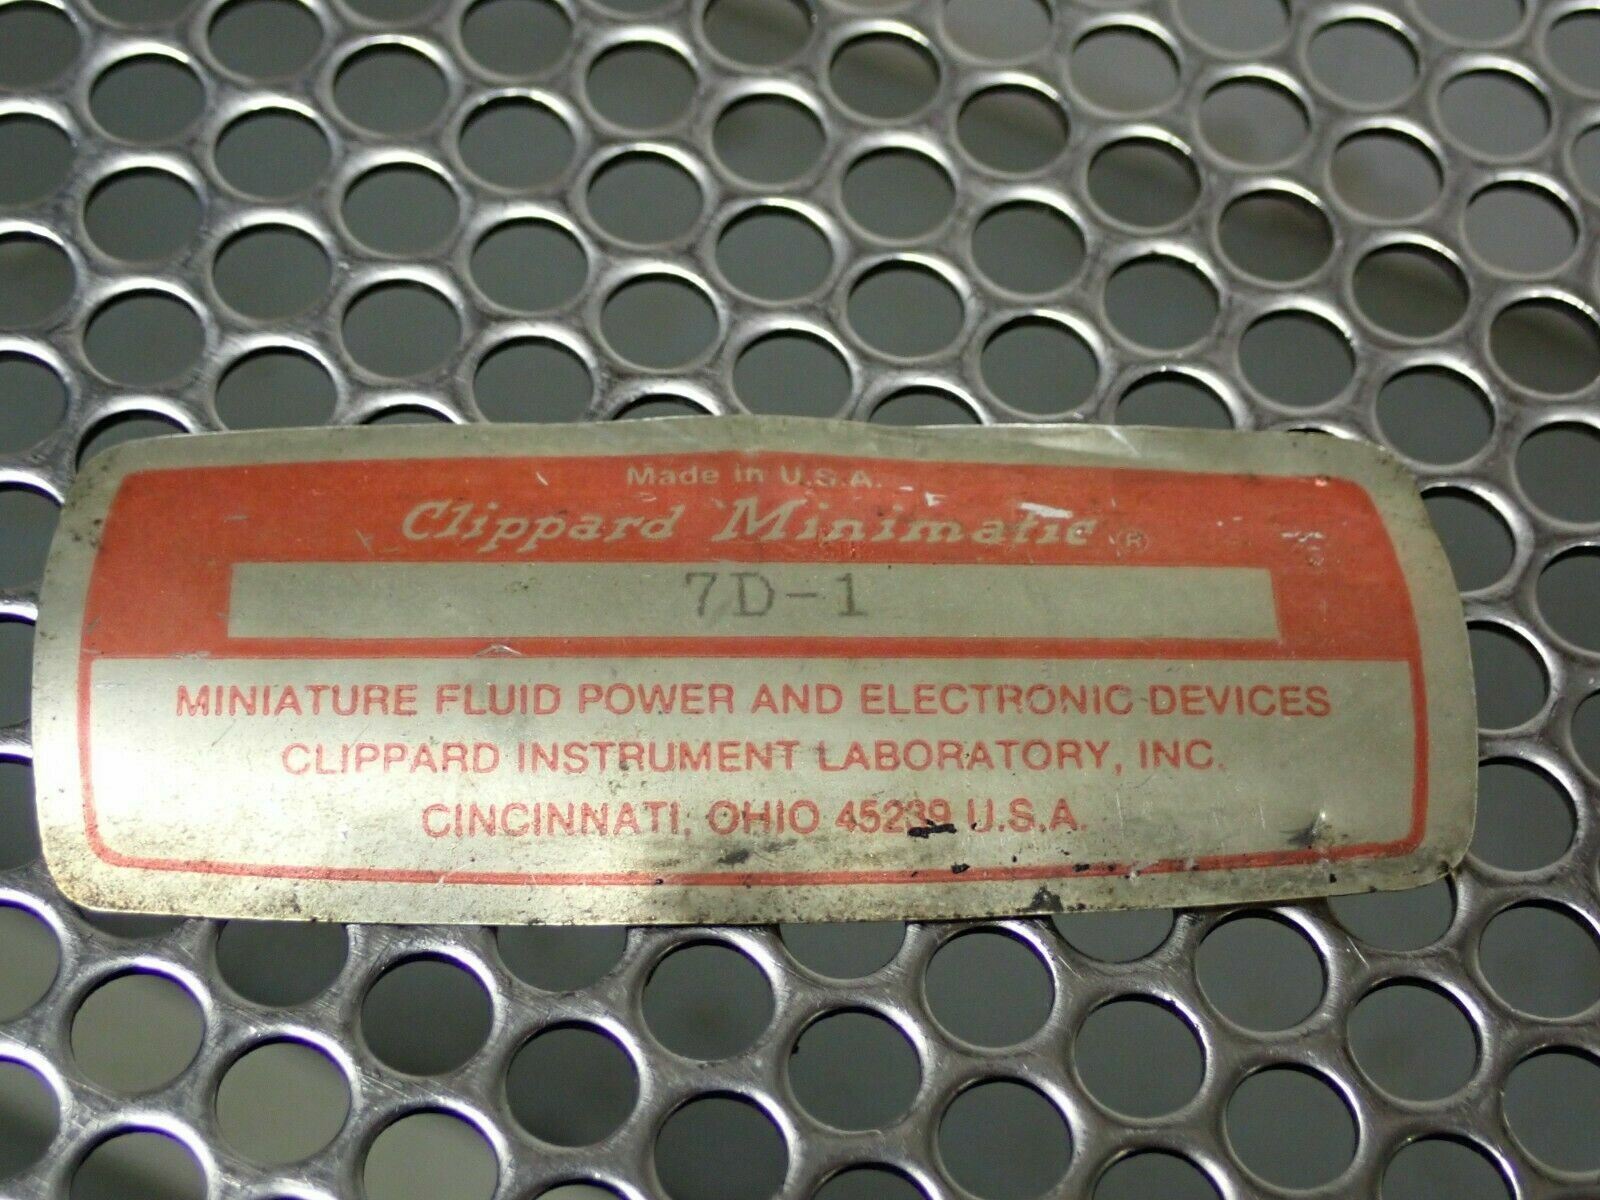 Made in U.S.A.
Clippard Minimatic ®
7D-1
MINIATURE FLUID POWER AND ELECTRONIC DEVICES
CLIPPARD INSTRUMENT LABORATORY, INC.
CINCINNATI, OHIO 45239 U.S.A.